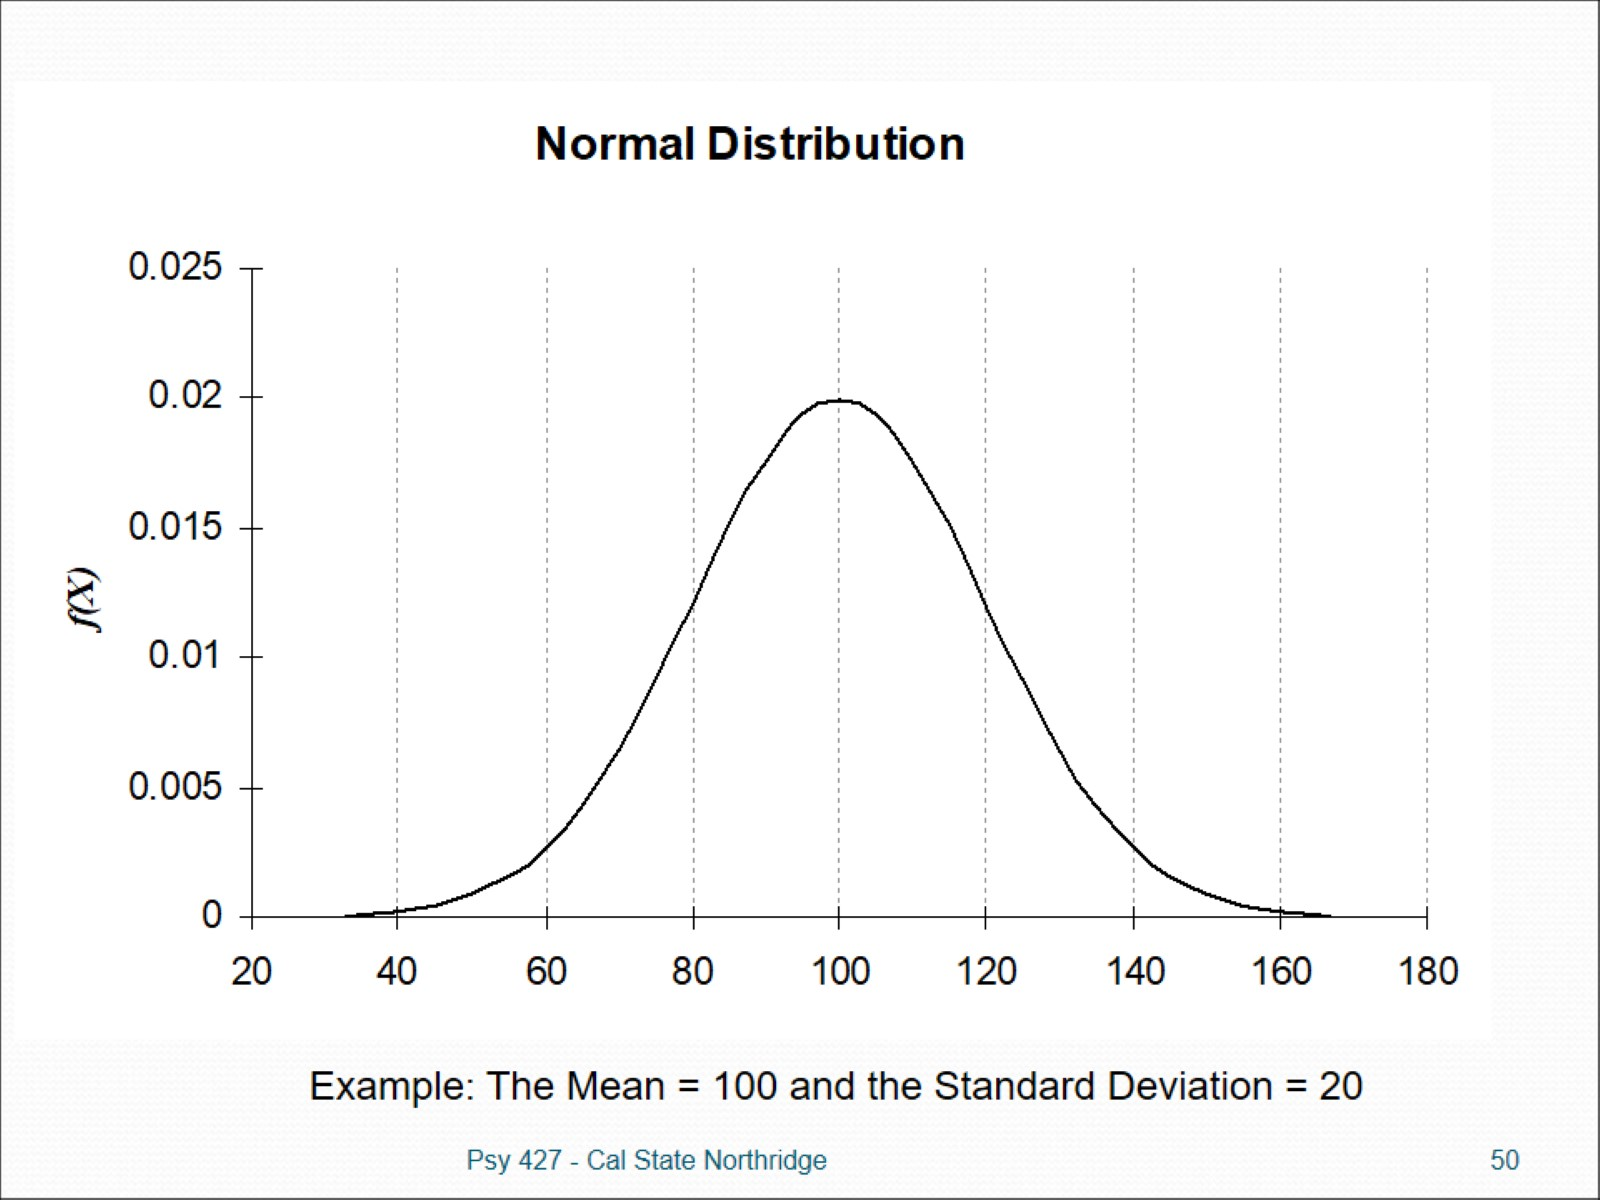 Normal Distribution
0.025
0.02
0.015
f(X)
0.01
0.005
0
20 40 60 80 100 120 140 160 180
Example: The Mean = 100 and the Standard Deviation = 20
Psy 427 - Cal State Northridge 50